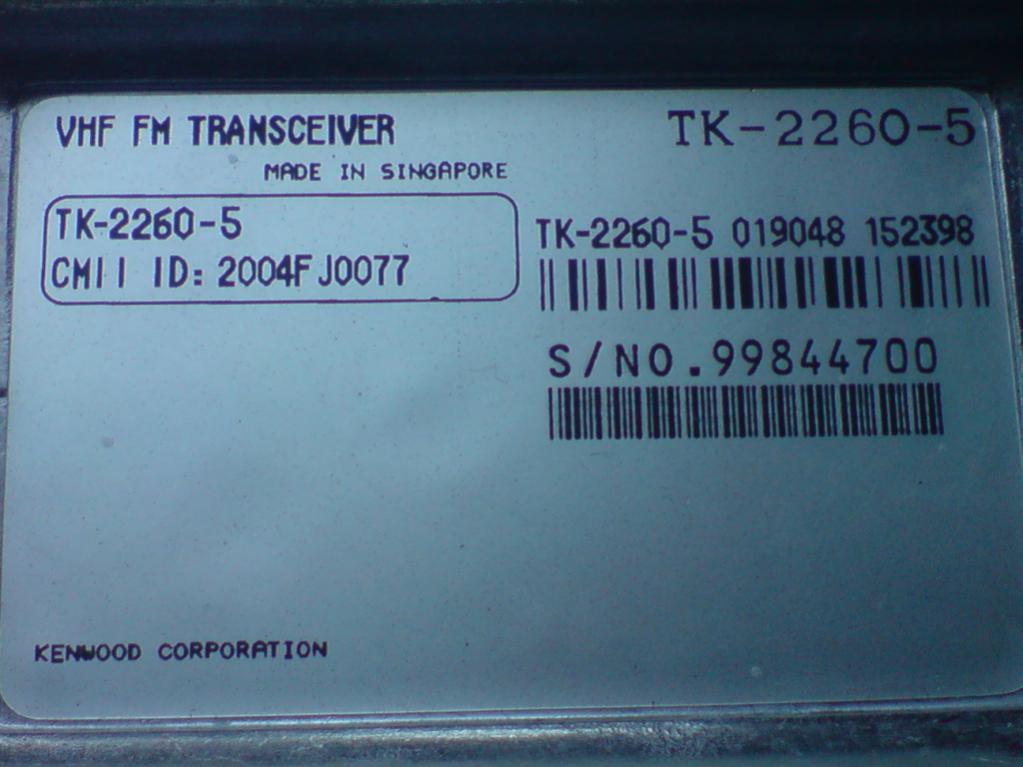 VHF FM TRANSCEIVER
TK-2260-5
MADE IN SINGAPORE
TK-2260-5
CMII ID: 2004FJ0077
TK-2260-5 019048 152398
S/NO.99844700
KENWOOD CORPORATION